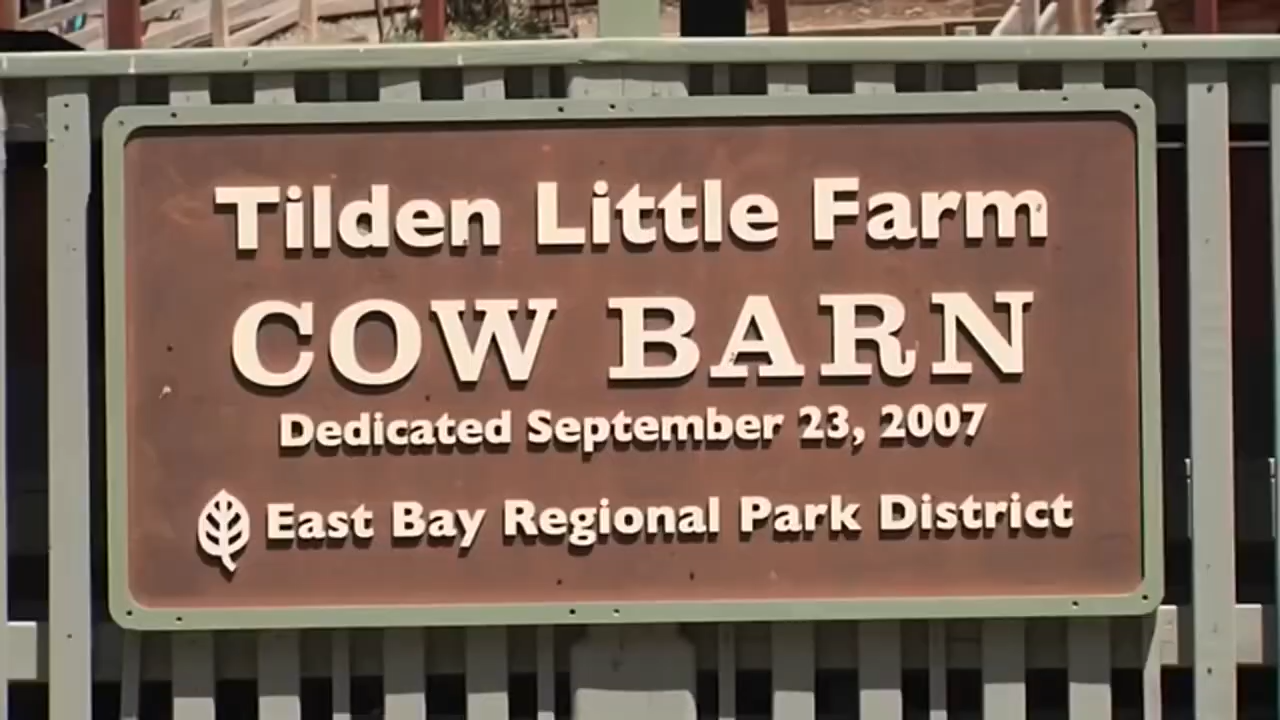 Tilden Little Farm
COW BARN
Dedicated September 23, 2007
East Bay Regional Park District